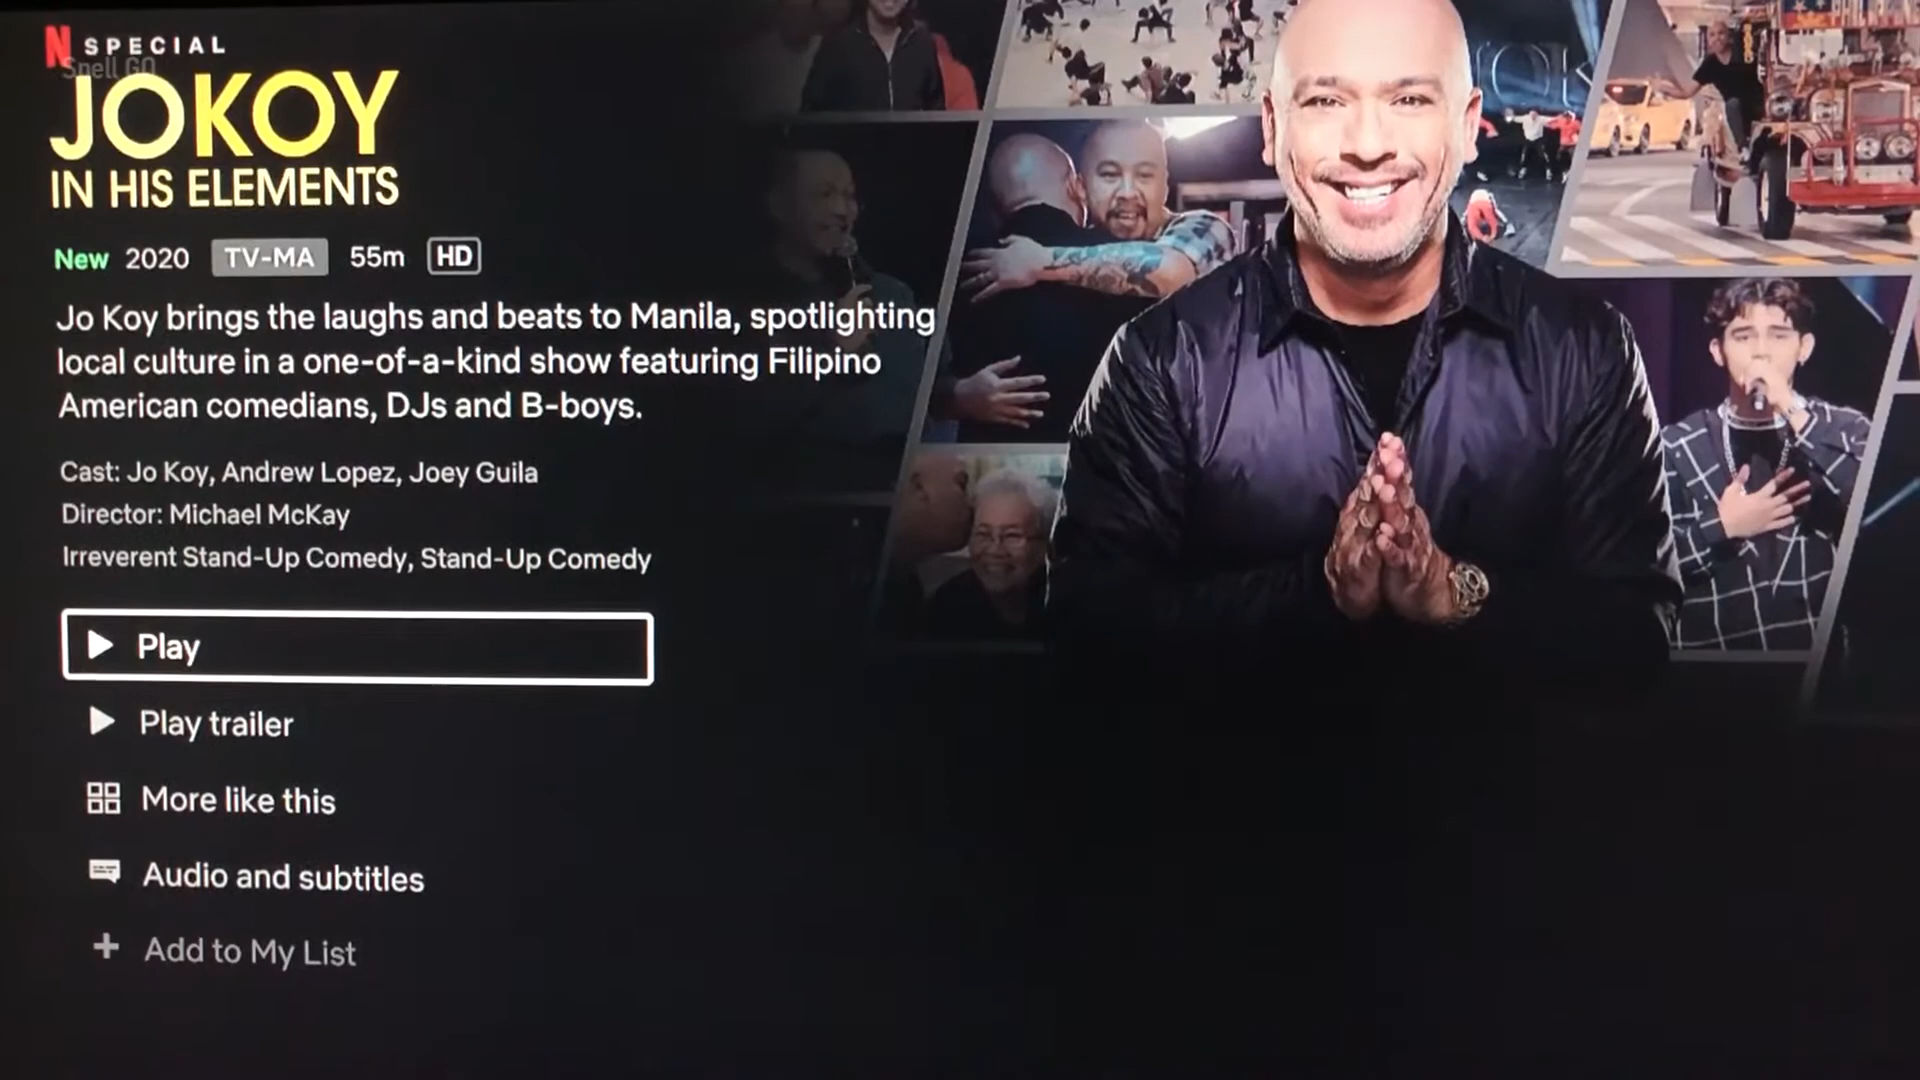 N SPECIAL
Snell GO
JOKOY
IN HIS ELEMENTS
New 2020 TV-MA 55m HD
Jo Koy brings the laughs and beats to Manila, spotlighting
local culture in a one-of-a-kind show featuring Filipino
American comedians, DJs and B-boys.
Cast: Jo Koy, Andrew Lopez, Joey Guila
Director: Michael McKay
Irreverent Stand-Up Comedy, Stand-Up Comedy
Play
Play trailer
More like this
Audio and subtitles
Add to My List